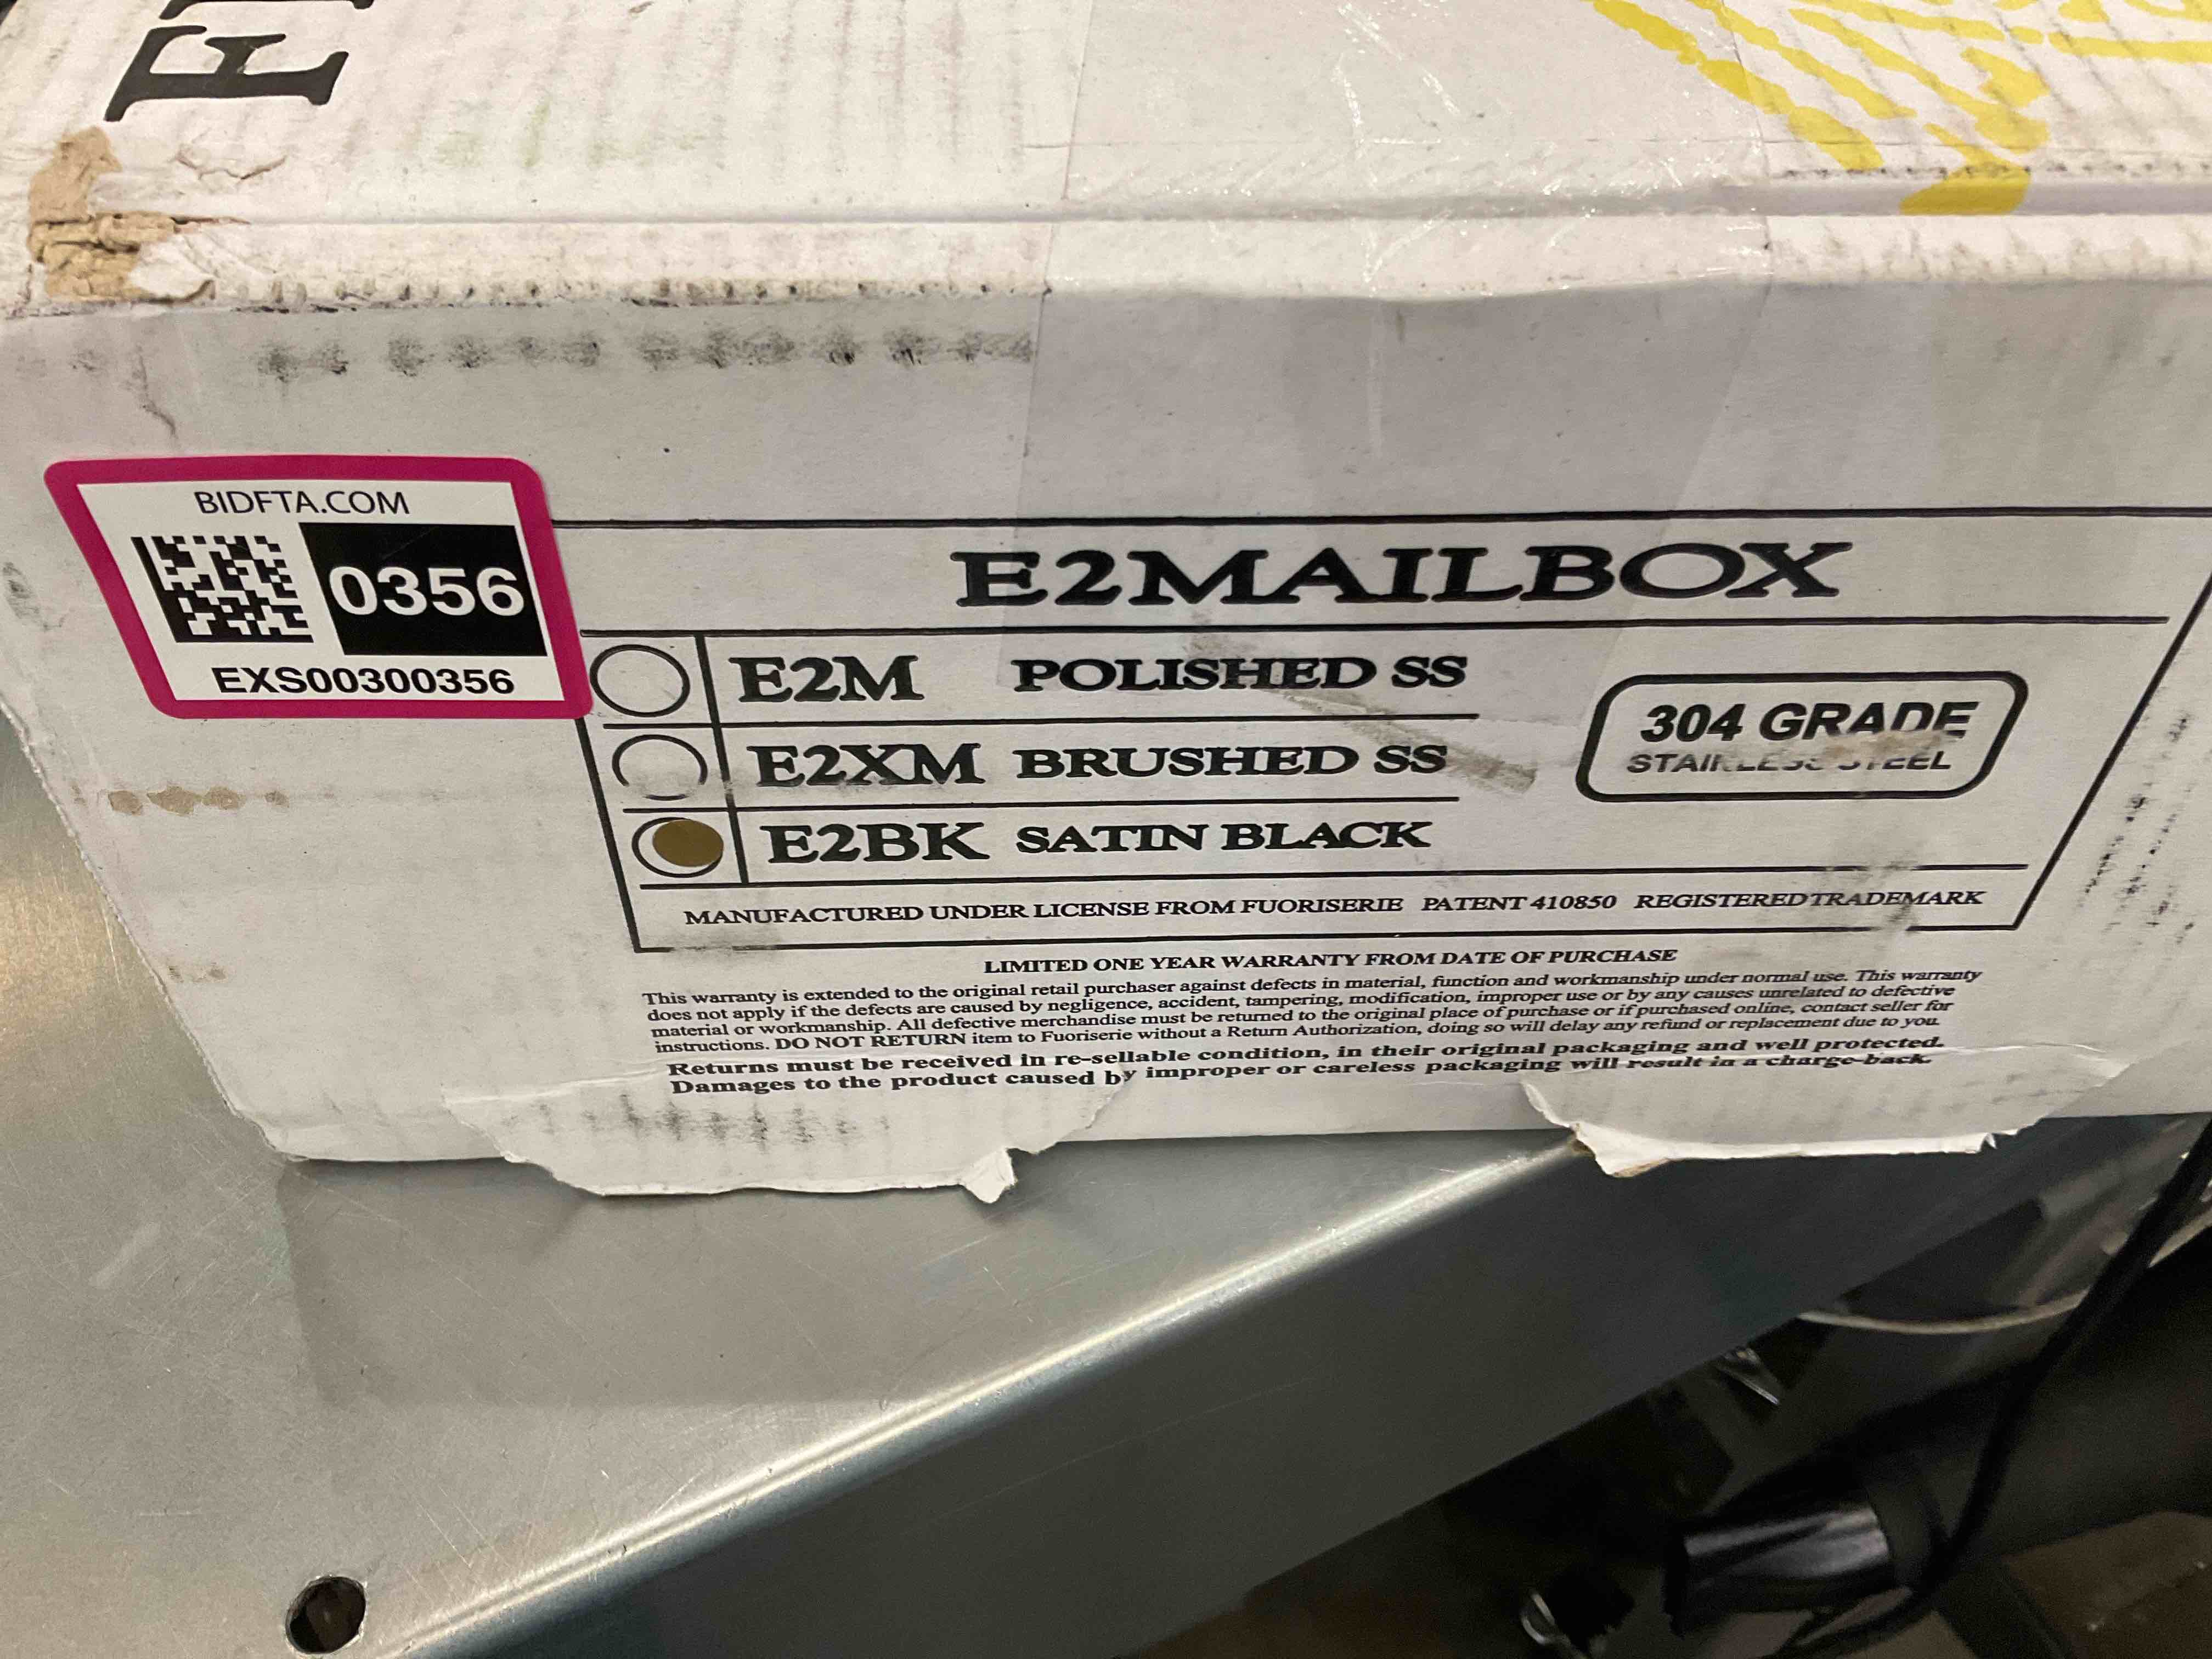 BIDFTA.COM
0356
EXS00300356
E2MAILBOX
E2M POLISHED SS
E2XM BRUSHED SS
E2BK SATIN BLACK
304 GRADE
STAINLESS STEEL
MANUFACTURED UNDER LICENSE FROM FUORISERIE PATENT 410850 REGISTERED TRADEMARK
LIMITED ONE YEAR WARRANTY FROM DATE OF PURCHASE
This warranty is extended to the original retail purchaser against defects in material, function and workmanship under normal use. This warranty
does not apply if the defects are caused by negligence, accident, tampering, modification, improper use or by any causes unrelated to defective
material or workmanship. All defective merchandise must be returned to the original place of purchase or if purchased online, contact seller for
instructions. DO NOT RETURN item to Fuoriserie without a Return Authorization, doing so will delay any refund or replacement due to you.
Returns must be received in re-sellable condition, in their original packaging and well protected.
Damages to the product caused by improper or careless packaging will result in a charge-back.